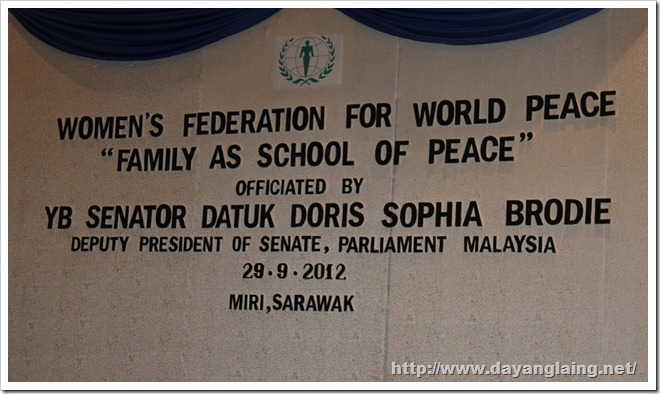 WOMEN'S FEDERATION FOR WORLD PEACE
"FAMILY AS SCHOOL OF PEACE"
OFFICIATED BY
YB SENATOR DATUK DORIS SOPHIA BRODIE
DEPUTY PRESIDENT OF SENATE, PARLIAMENT MALAYSIA
29·9·2012
MIRI, SARAWAK
http://www.dayanglaing.net/